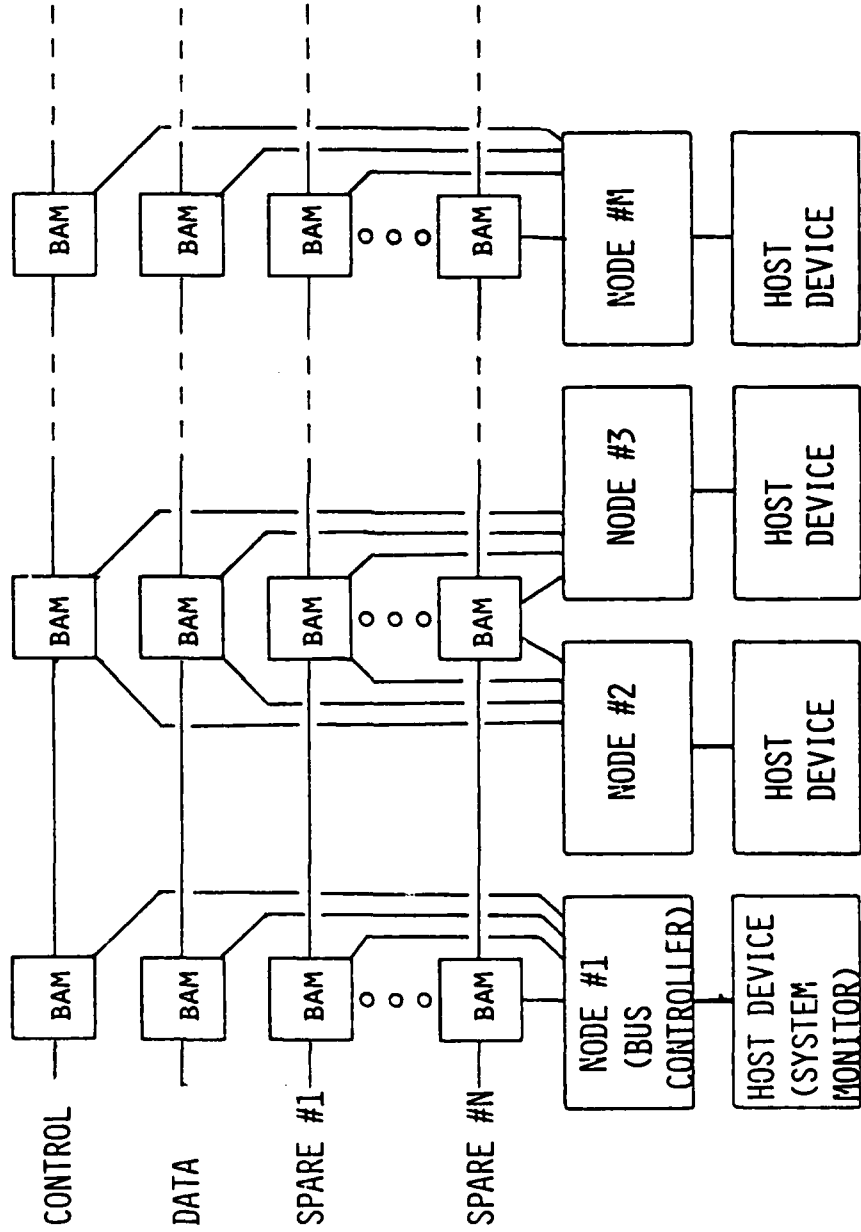 CONTROL BAM BAM BAM
DATA BAM BAM BAM
SPARE #1 BAM BAM BAM
SPARE #N BAM BAM BAM
NODE #1
(BUS
CONTROLLER)
NODE #2
NODE #3
NODE #M
HOST DEVICE
(SYSTEM
MONITOR)
HOST
DEVICE
HOST
DEVICE
HOST
DEVICE